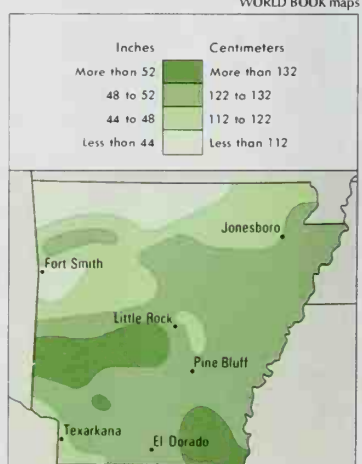 WORLD BOOK maps
Inches Centimeters
More than 52 More than 132
48 to 52 122 to 132
44 to 48 112 to 122
Less than 44 Less than 112
Jonesboro
Fort Smith
Little Rock
Pine Bluff
Texarkana
El Dorado